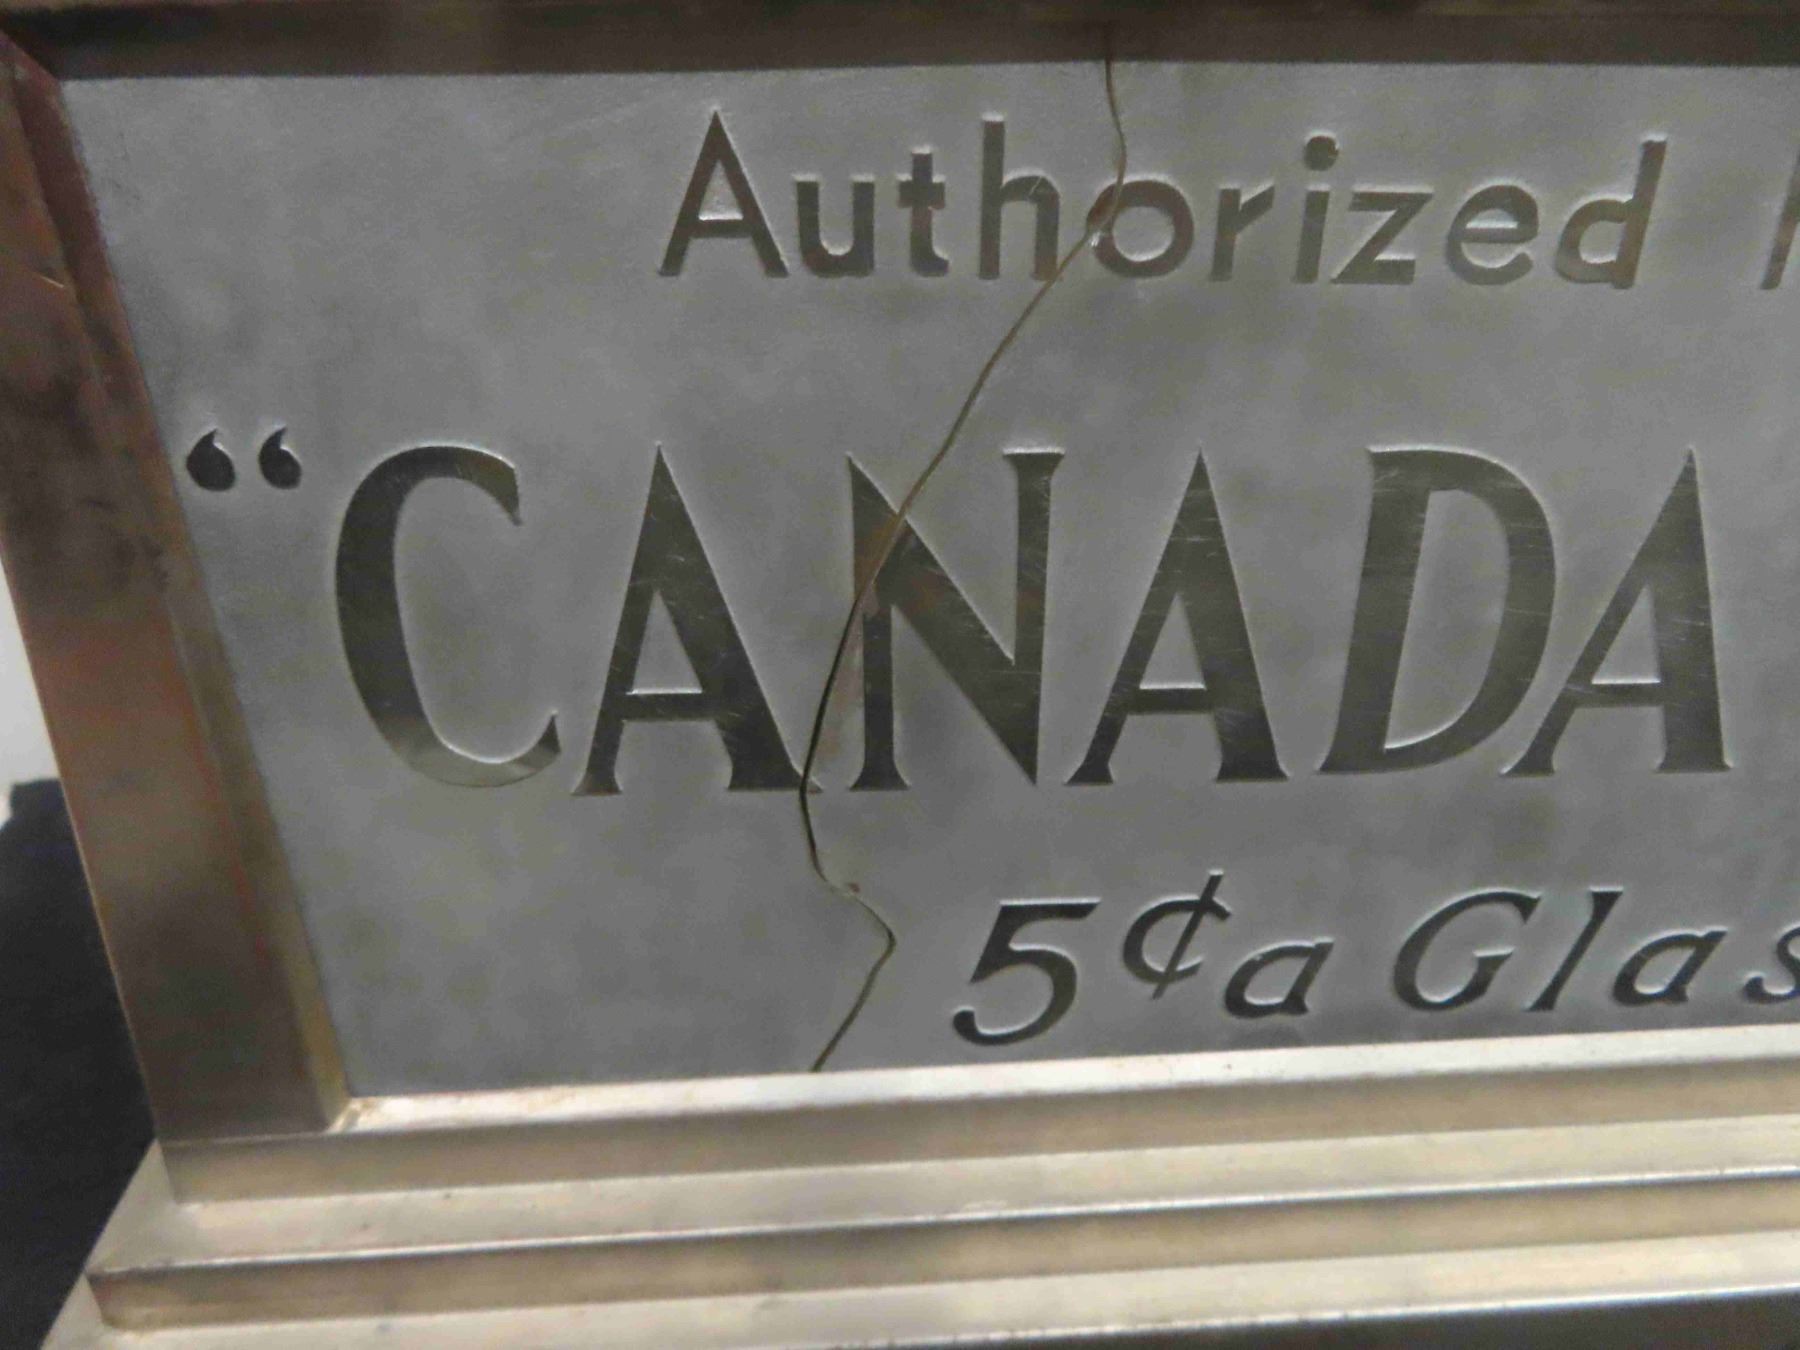 Authorized
“CANADA
5¢ a Glas